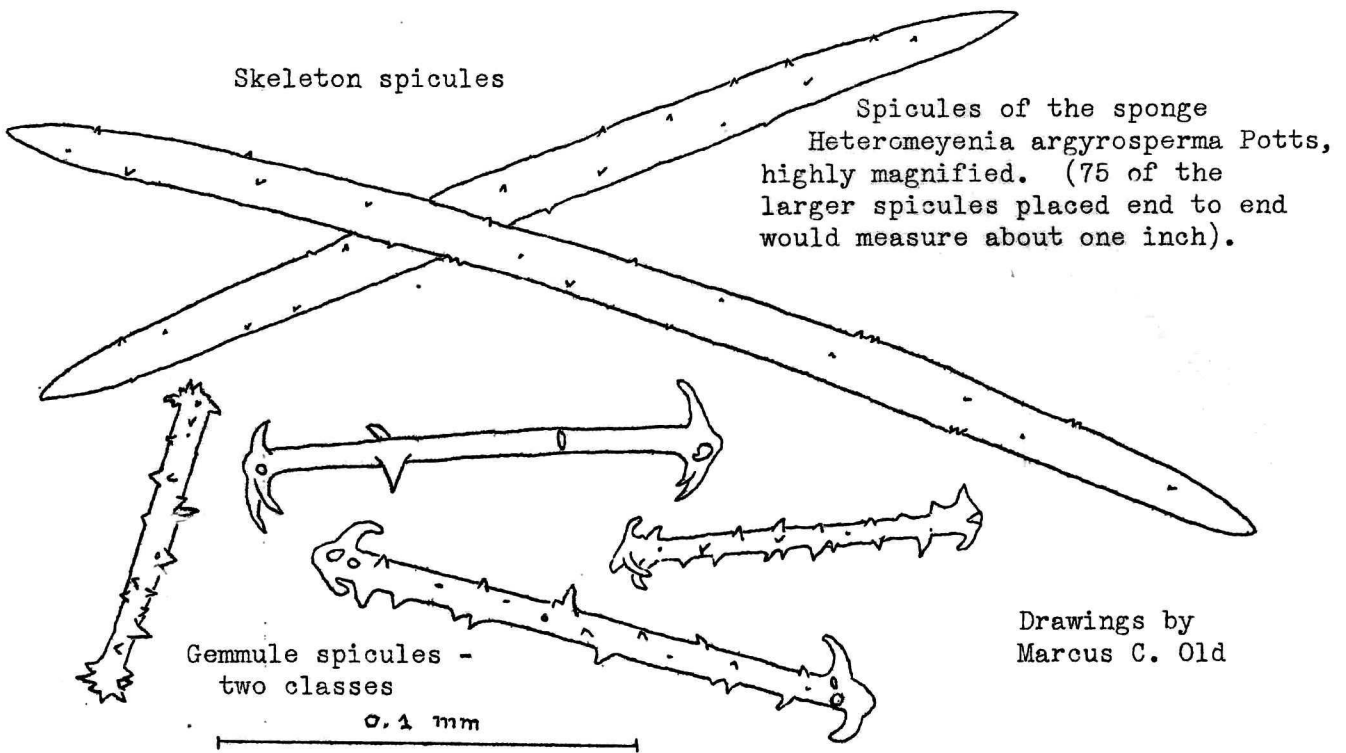 Skeleton spicules
Spicules of the sponge
Heteromeyenia argyrosperma Potts,
highly magnified. (75 of the
larger spicules placed end to end
would measure about one inch).
Gemmule spicules -
two classes
0.1 mm
Drawings by
Marcus C. Old